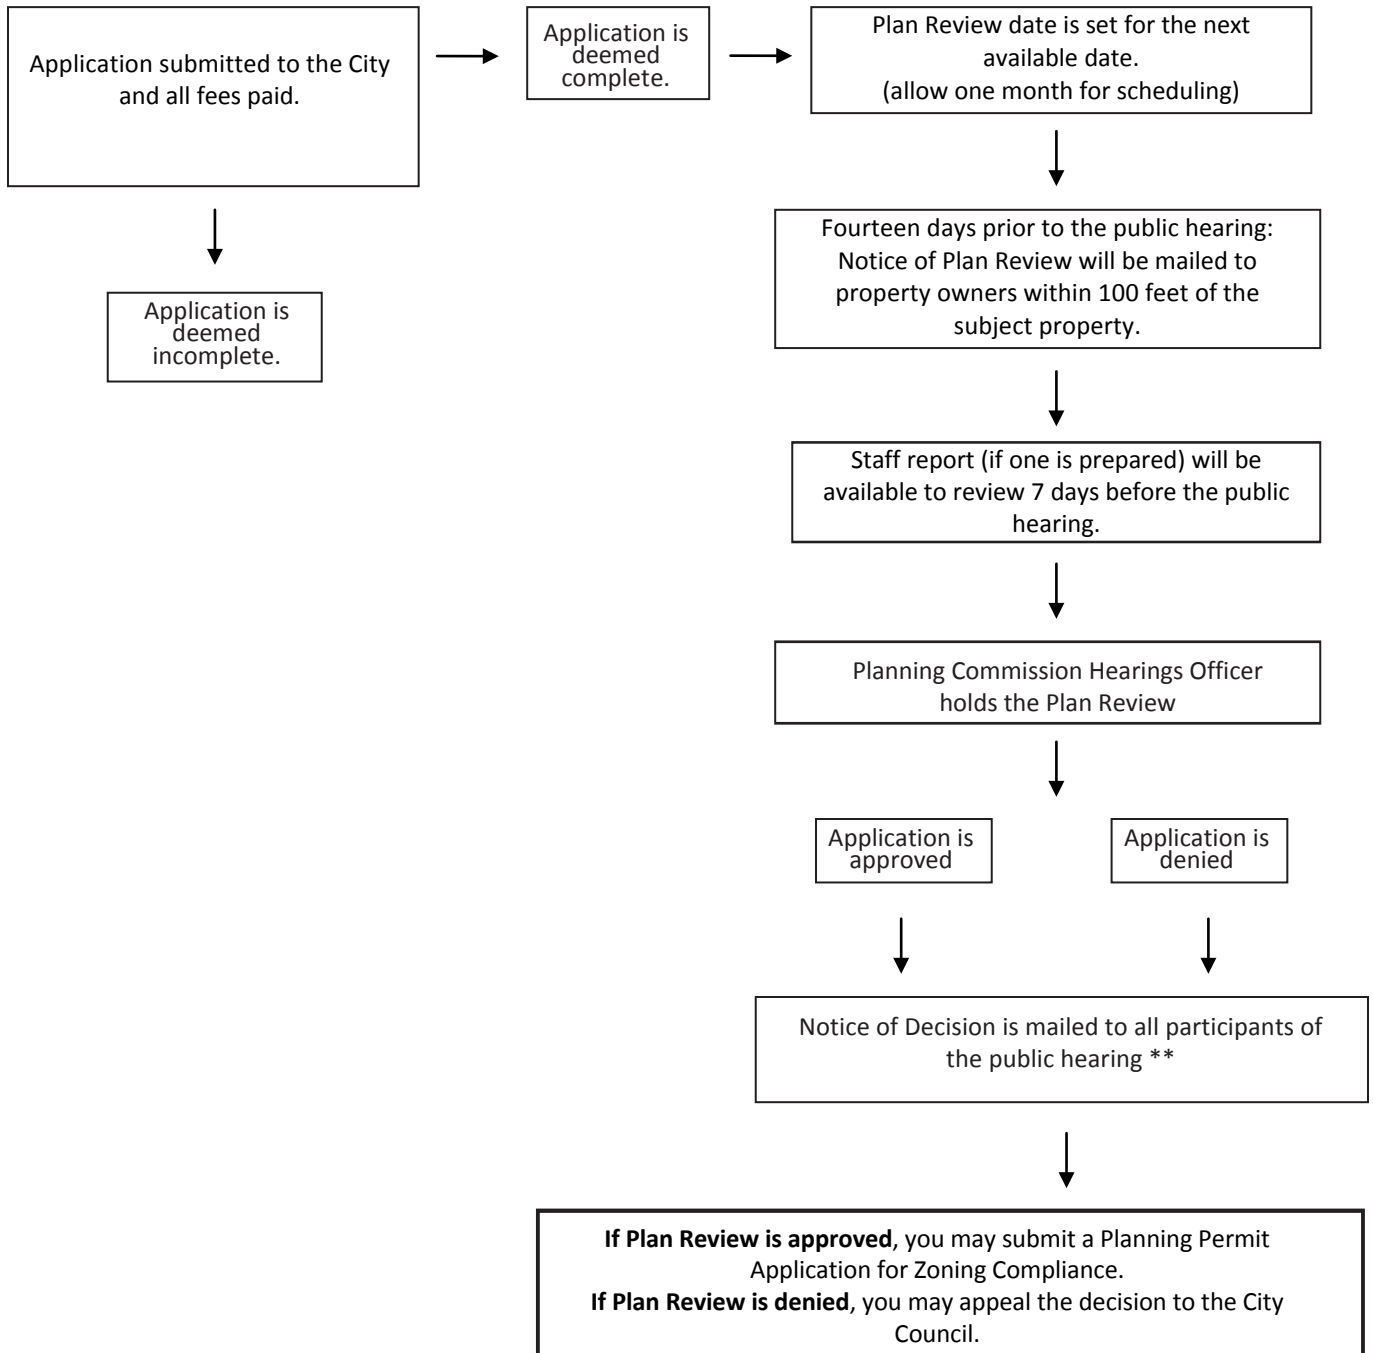 Application submitted to the City
and all fees paid.
Application is
deemed
complete.
Plan Review date is set for the next
available date.
(allow one month for scheduling)
Application is
deemed
incomplete.
Fourteen days prior to the public hearing:
Notice of Plan Review will be mailed to
property owners within 100 feet of the
subject property.
Staff report (if one is prepared) will be
available to review 7 days before the public
hearing.
Planning Commission Hearings Officer
holds the Plan Review
Application is
approved
Application is
denied
Notice of Decision is mailed to all participants of
the public hearing **
If Plan Review is approved, you may submit a Planning Permit
Application for Zoning Compliance.
If Plan Review is denied, you may appeal the decision to the City
Council.